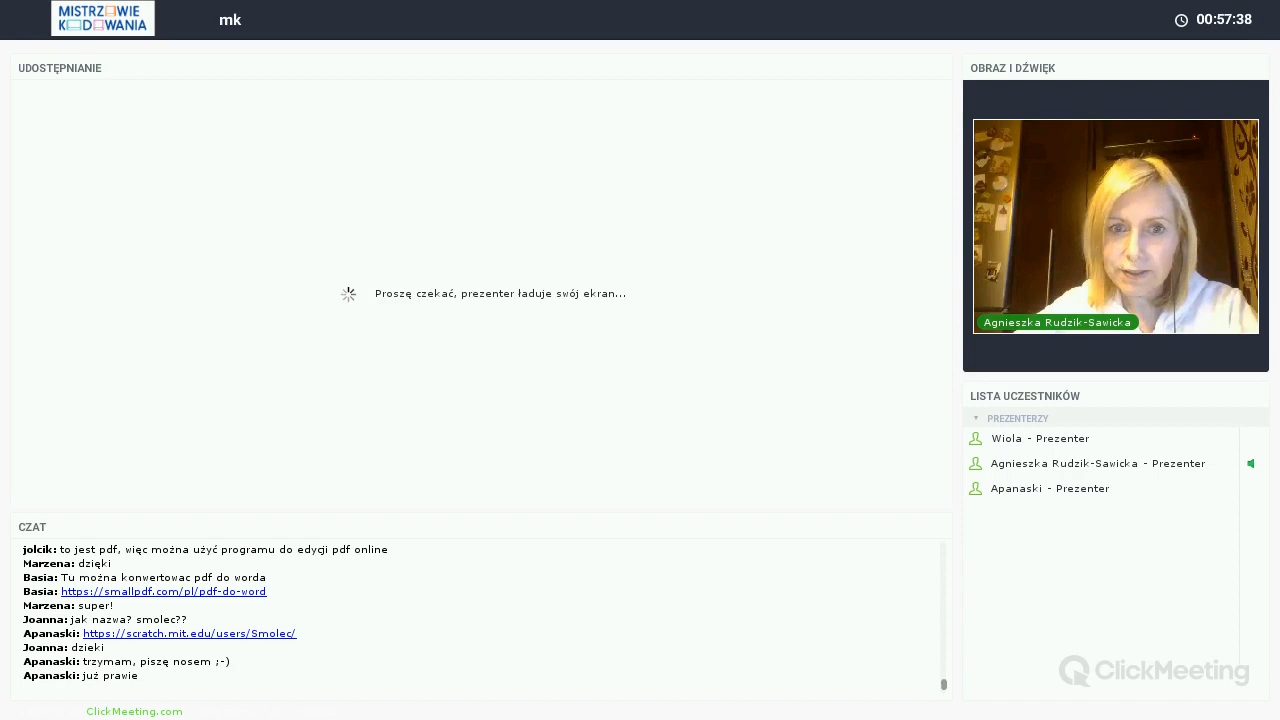 MISTRZOWIE
KODOWANIA
mk
00:57:38
UDOSTĘPNIANIE
Proszę czekać, prezenter ładuje swój ekran...
OBRAZ I DŹWIĘK
Agnieszka Rudzik-Sawicka
LISTA UCZESTNIKÓW
PREZENTERZY
Wiola - Prezenter
Agnieszka Rudzik-Sawicka - Prezenter
Apanaski - Prezenter
CZAT
jolcik: to jest pdf, więc można użyć programu do edycji pdf online
Marzena: dzięki
Basia: Tu można konwertowac pdf do worda
Basia: https://smallpdf.com/pl/pdf-do-word
Marzena: super!
Joanna: jak nazwa? smolec??
Apanaski: https://scratch.mit.edu/users/Smolec/
Joanna: dzieki
Apanaski: trzymam, piszę nosem ;-)
Apanaski: już prawie
ClickMeeting
ClickMeeting.com